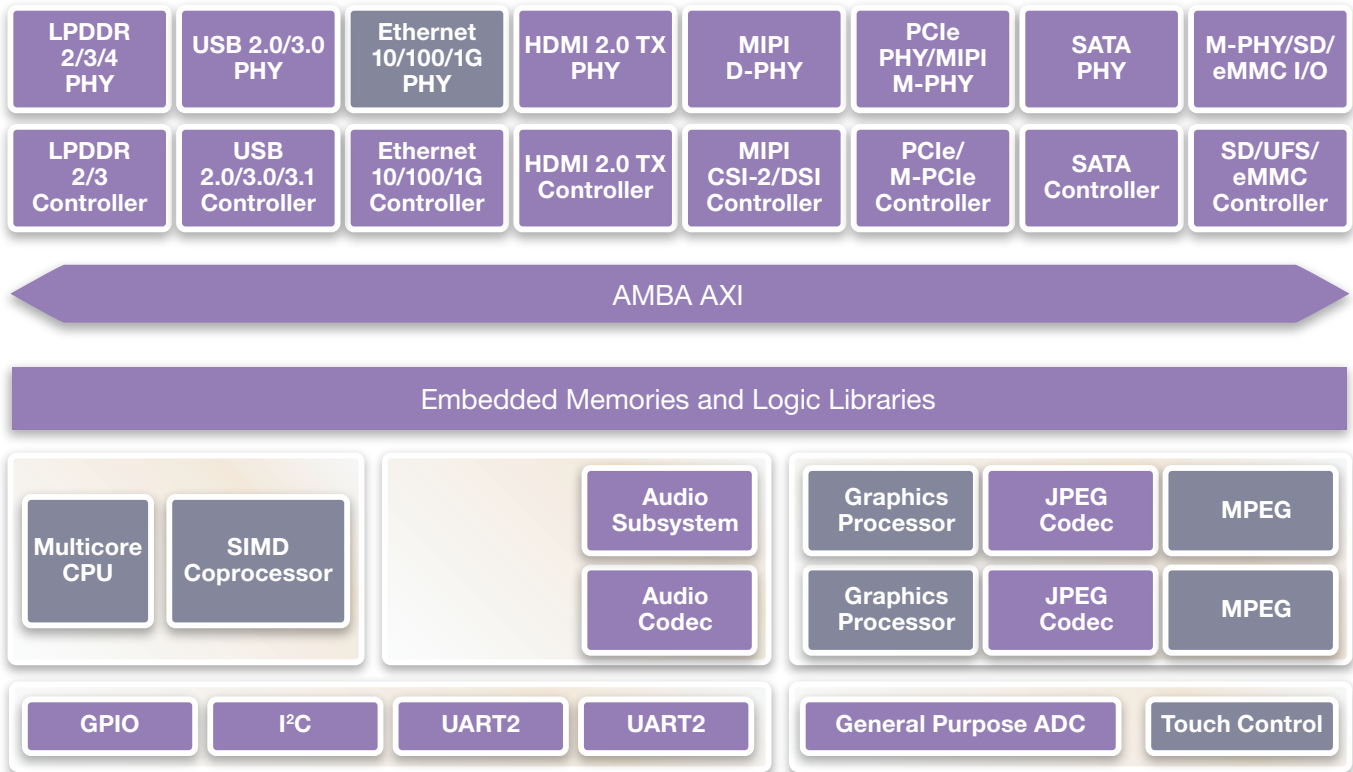 LPDDR
2/3/4
PHY
USB 2.0/3.0
PHY
Ethernet
10/100/1G
PHY
HDMI 2.0 TX
PHY
MIPI
D-PHY
PCIe
PHY/MIPI
M-PHY
SATA
PHY
M-PHY/SD/
eMMC I/O
LPDDR
2/3
Controller
USB
2.0/3.0/3.1
Controller
Ethernet
10/100/1G
Controller
HDMI 2.0 TX
Controller
MIPI
CSI-2/DSI
Controller
PCIe/
M-PCIe
Controller
SATA
Controller
SD/UFS/
eMMC
Controller
AMBA AXI
Embedded Memories and Logic Libraries
Multicore
CPU
SIMD
Coprocessor
Audio
Subsystem
Audio
Codec
Graphics
Processor
JPEG
Codec
MPEG
Graphics
Processor
JPEG
Codec
MPEG
GPIO
I²C
UART2
UART2
General Purpose ADC
Touch Control